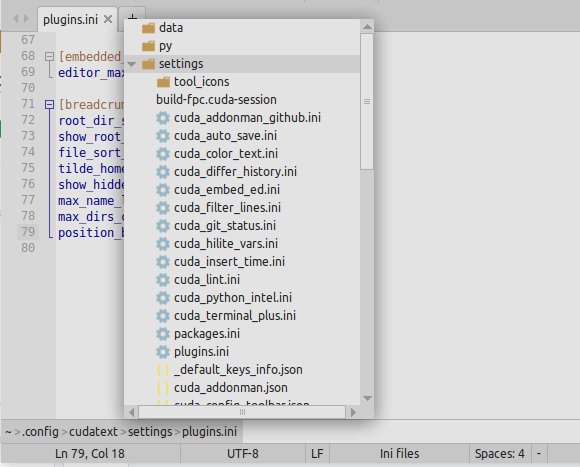 plugins.ini
67
68 [embedded_
69 editor_max
70
71 [breadcrum
72 root_dir_s
73 show_root_
74 file_sort_
75 tilde_home
76 show_hidde
77 max_name_l
78 max_dirs_c
79 position_b
80
data
py
settings
tool_icons
build-fpc.cuda-session
cuda_addonman_github.ini
cuda_auto_save.ini
cuda_color_text.ini
cuda_differ_history.ini
cuda_embed_ed.ini
cuda_filter_lines.ini
cuda_git_status.ini
cuda_hilite_vars.ini
cuda_insert_time.ini
cuda_lint.ini
cuda_python_intel.ini
cuda_terminal_plus.ini
packages.ini
plugins.ini
_default_keys_info.json
cuda_addonman.json
cuda_config_toolbar.json
~>.config>cudatext>settings>plugins.ini
Ln 79, Col 18 UTF-8 LF Ini files Spaces: 4 -